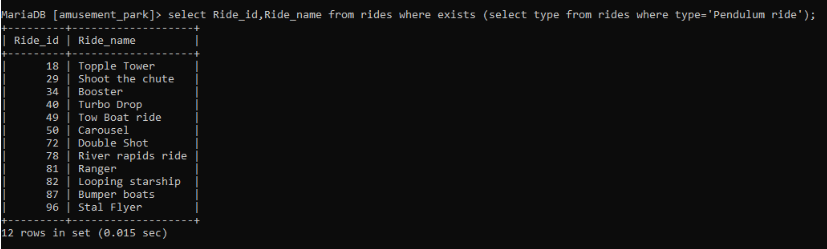 MariaDB [amusement_park]> select Ride_id,Ride_name from rides where exists (select type from rides where type='Pendulum ride');
+---------+------------------+
| Ride_id | Ride_name        |
+---------+------------------+
|      18 | Topple Tower     |
|      29 | Shoot the chute  |
|      34 | Booster          |
|      40 | Turbo Drop       |
|      49 | Tow Boat ride    |
|      50 | Carousel         |
|      72 | Double Shot      |
|      78 | River rapids ride |
|      81 | Ranger           |
|      82 | Looping starship |
|      87 | Bumper boats     |
|      96 | Stal Flyer       |
+---------+------------------+
12 rows in set (0.015 sec)